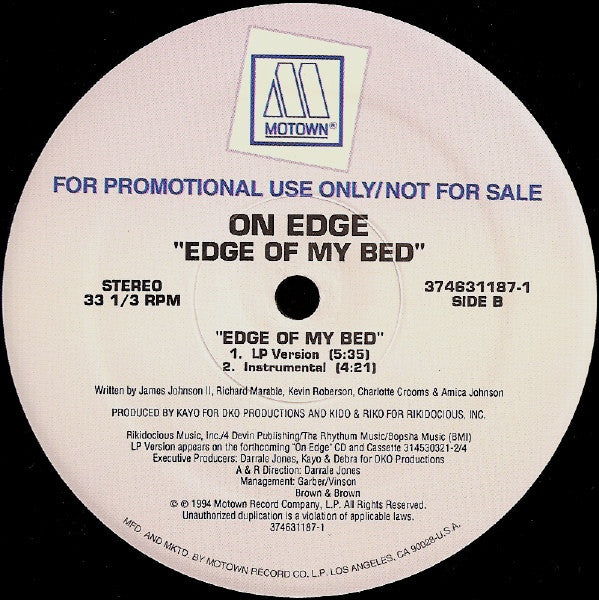 MOTOWN®
FOR PROMOTIONAL USE ONLY/NOT FOR SALE
ON EDGE
"EDGE OF MY BED"
STEREO
33 1/3 RPM
374631187-1
SIDE B
"EDGE OF MY BED"
1. LP Version (5:35)
2. Instrumental (4:21)
Written by James Johnson II, Richard Marable, Kevin Roberson, Charlotte Crooms & Amica Johnson
PRODUCED BY KAYO FOR DKO PRODUCTIONS AND KIDO & RIKO FOR RIKIDOCIOUS, INC.
Rikidocious Music, Inc./4 Devin Publishing/Tha Rhythum Music/Bopsha Music (BMI)
LP Version appears on the forthcoming "On Edge" CD and Cassette 314530321-2/4
Executive Producers: Darrale Jones, Kayo & Debra for DKO Productions
A & R Direction: Darrale Jones
Management: Garber/Vinson
Brown & Brown
© ℗ 1994 Motown Record Company, L.P. All Rights Reserved.
Unauthorized duplication is a violation of applicable laws.
374631187-1
MFD. AND MKTD. BY MOTOWN RECORD CO. L.P. LOS ANGELES, CA 90028-U.S.A.